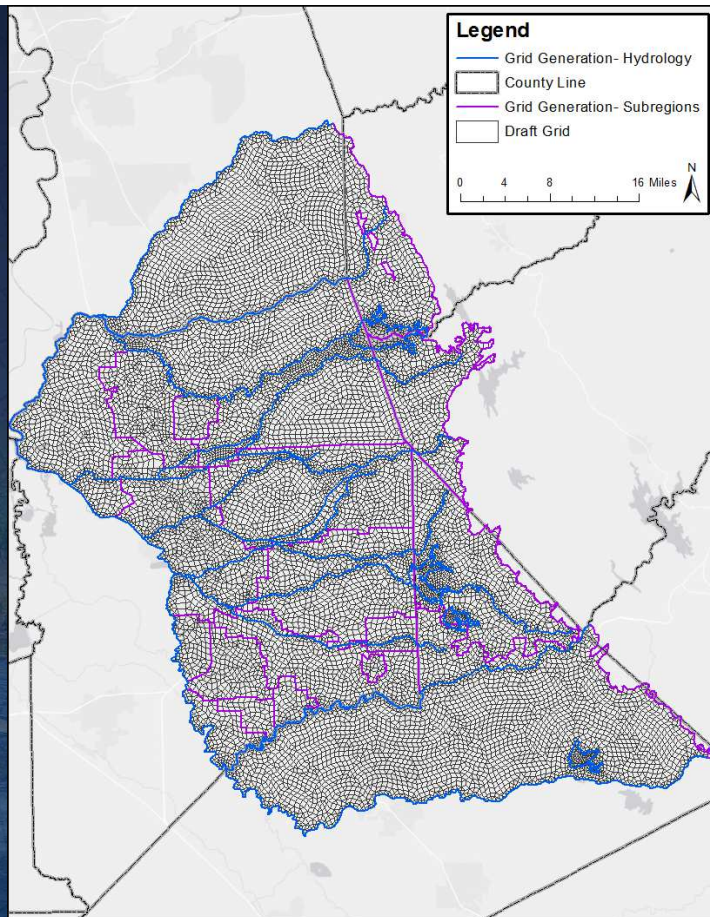 Legend
Grid Generation- Hydrology
County Line
Grid Generation- Subregions
Draft Grid
N
0 4 8 16 Miles